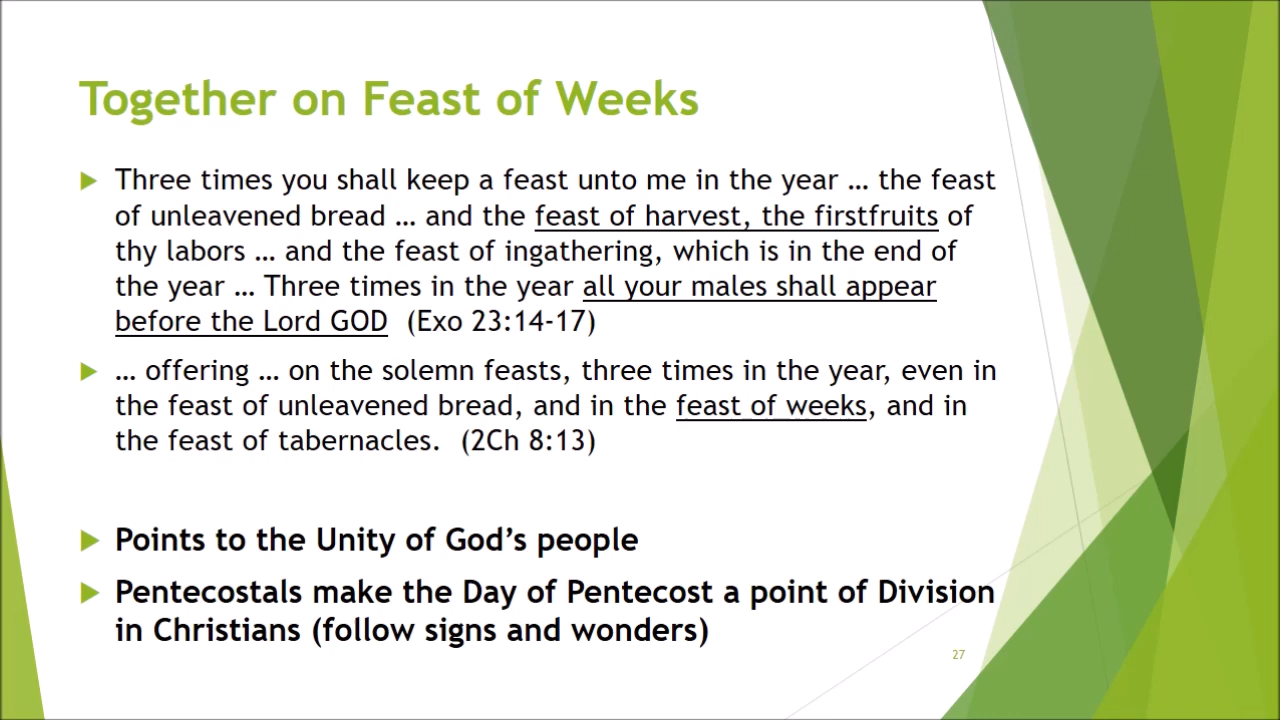 Together on Feast of Weeks
Three times you shall keep a feast unto me in the year … the feast
of unleavened bread … and the feast of harvest, the firstfruits of
thy labors … and the feast of ingathering, which is in the end of
the year … Three times in the year all your males shall appear
before the Lord GOD (Exo 23:14-17)
… offering … on the solemn feasts, three times in the year, even in
the feast of unleavened bread, and in the feast of weeks, and in
the feast of tabernacles. (2Ch 8:13)
Points to the Unity of God’s people
Pentecostals make the Day of Pentecost a point of Division
in Christians (follow signs and wonders)
27